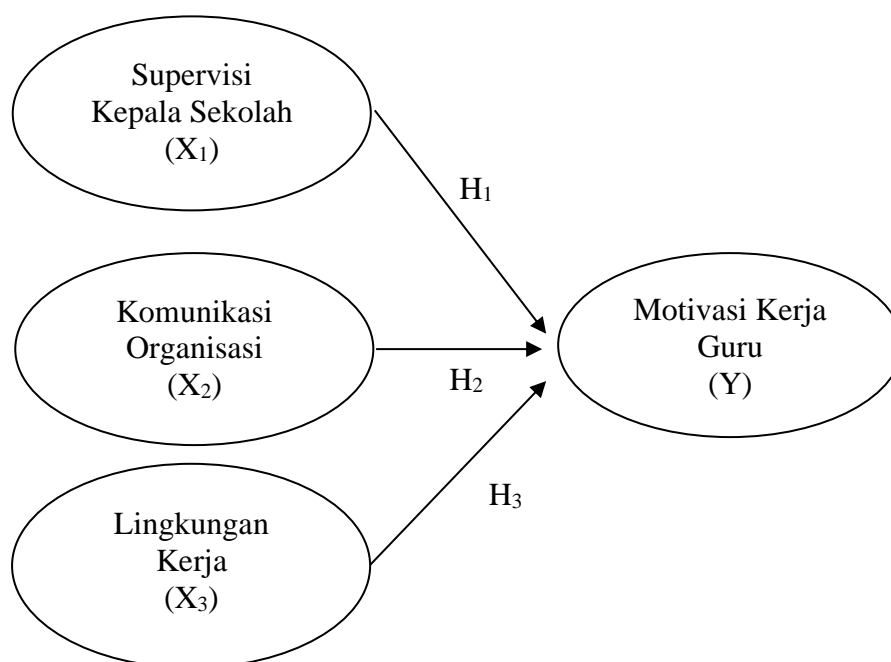 Supervisi
Kepala Sekolah
(X₁)
H₁
Komunikasi
Organisasi
(X₂)
H₂
Motivasi Kerja
Guru
(Y)
H₃
Lingkungan
Kerja
(X₃)